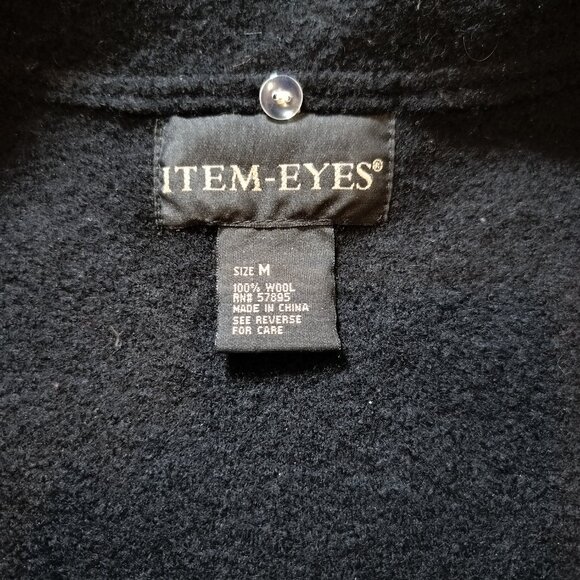 ITEM-EYES®
SIZE M
100% WOOL
RN# 57895
MADE IN CHINA
SEE REVERSE
FOR CARE